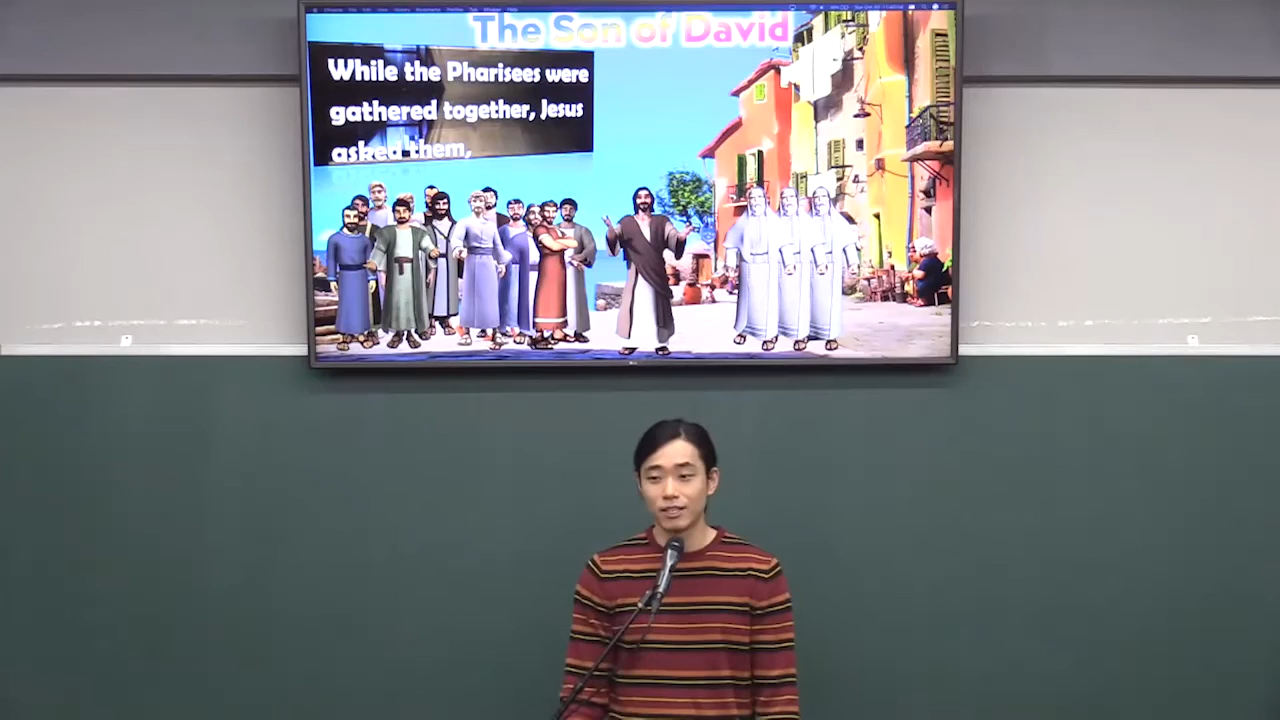 The Son of David
While the Pharisees were
gathered together, Jesus
asked them,